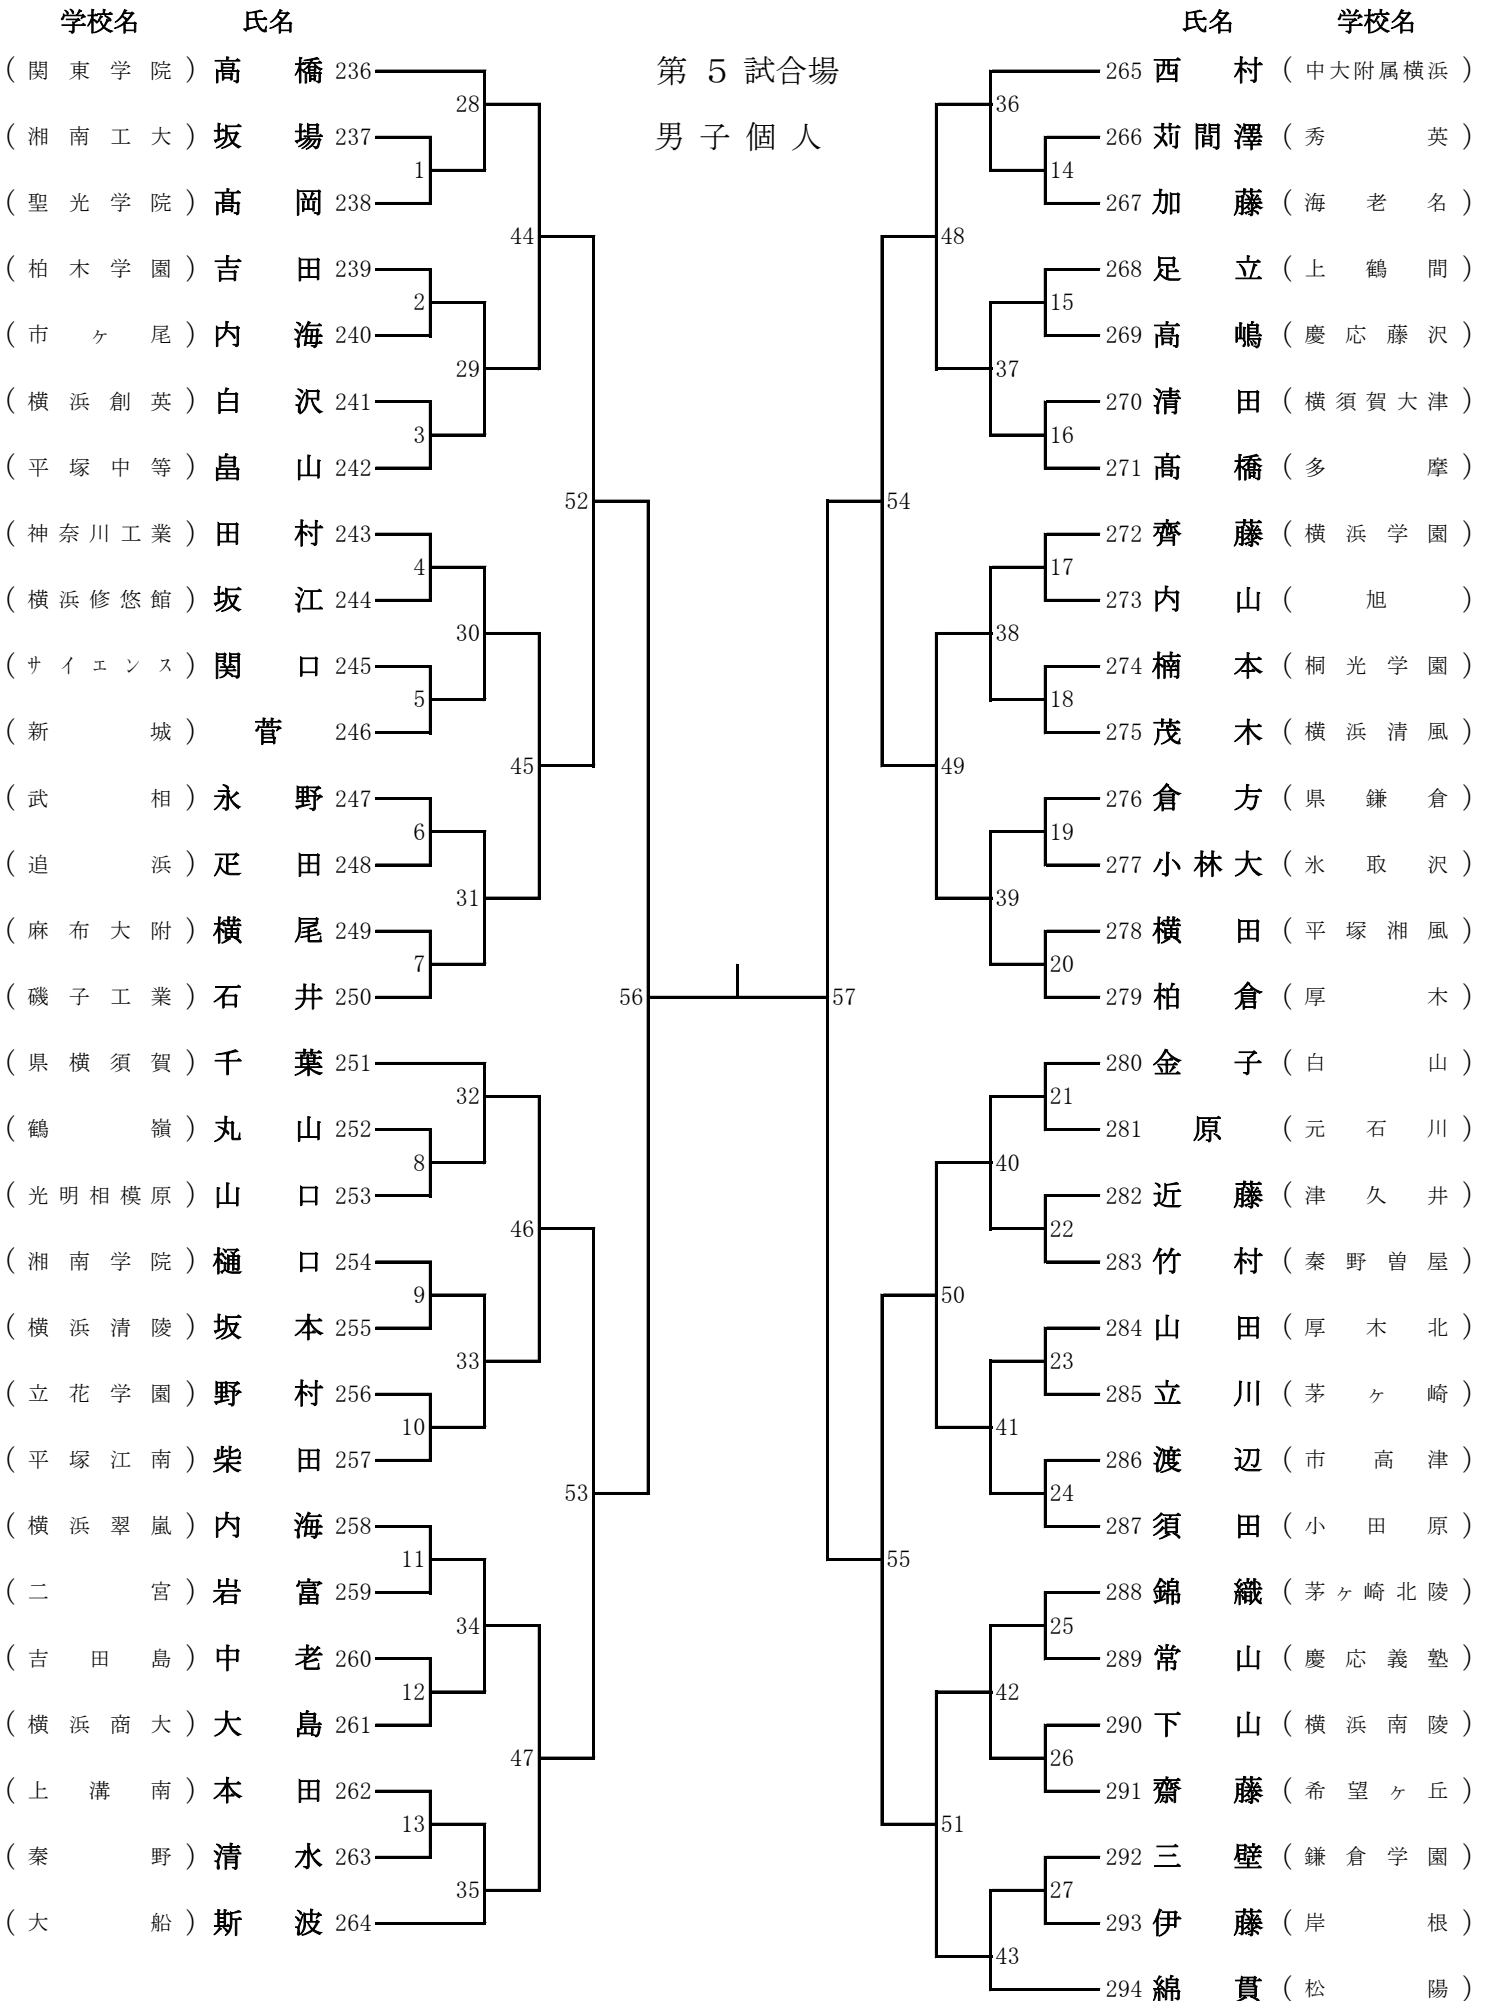 学校名 氏名
第 5 試合場
男子個人
(関東学院) 高橋 236
(湘南工大) 坂場 237
(聖光学院) 髙岡 238
(柏木学園) 吉田 239
(市ヶ尾) 内海 240
(横浜創英) 白沢 241
(平塚中等) 畠山 242
(神奈川工業) 田村 243
(横浜修悠館) 坂江 244
(サイエンス) 関口 245
(新城) 菅 246
(武相) 永野 247
(追浜) 疋田 248
(麻布大附) 横尾 249
(磯子工業) 石井 250
(県横須賀) 千葉 251
(鶴嶺) 丸山 252
(光明相模原) 山口 253
(湘南学院) 樋口 254
(横浜清陵) 坂本 255
(立花学園) 野村 256
(平塚江南) 柴田 257
(横浜翠嵐) 内海 258
(二宮) 岩富 259
(吉田島) 中老 260
(横浜商大) 大島 261
(上溝南) 本田 262
(秦野) 清水 263
(大船) 斯波 264
28
1
44
2
29
3
52
4
30
5
45
6
31
7
56
32
8
46
9
33
10
53
11
34
12
47
13
35
氏名 学校名
265 西村 (中大附属横浜)
266 苅間澤 (秀英)
267 加藤 (海老名)
268 足立 (上鶴間)
269 高嶋 (慶応藤沢)
270 清田 (横須賀大津)
271 髙橋 (多摩)
272 齊藤 (横浜学園)
273 内山 (旭)
274 楠本 (桐光学園)
275 茂木 (横浜清風)
276 倉方 (県鎌倉)
277 小林大 (氷取沢)
278 横田 (平塚湘風)
279 柏倉 (厚木)
280 金子 (白山)
281 原 (元石川)
282 近藤 (津久井)
283 竹村 (秦野曽屋)
284 山田 (厚木北)
285 立川 (茅ヶ崎)
286 渡辺 (市高津)
287 須田 (小田原)
288 錦織 (茅ヶ崎北陵)
289 常山 (慶応義塾)
290 下山 (横浜南陵)
291 齋藤 (希望ヶ丘)
292 三壁 (鎌倉学園)
293 伊藤 (岸根)
294 綿貫 (松陽)
36
14
48
15
37
16
54
17
38
18
49
19
39
20
57
21
40
22
50
23
41
24
55
25
42
26
51
27
43